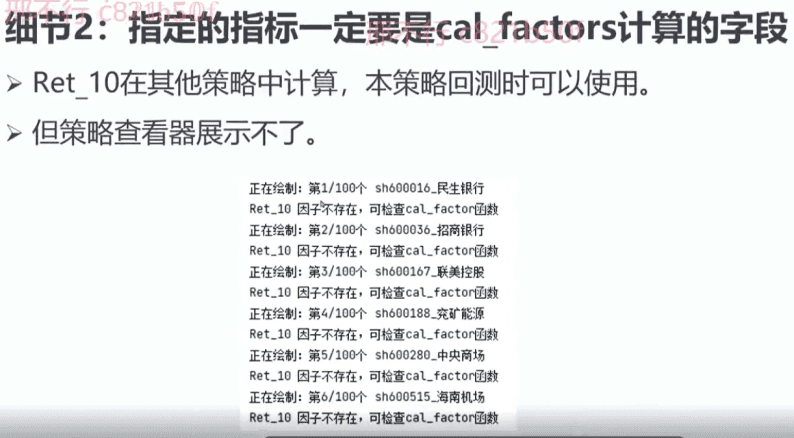 邢不行 c821b50f
邢不行 c821b50f
细节2：指定的指标一定要是cal_factors计算的字段
➢ Ret_10在其他策略中计算，本策略回测时可以使用。
➢ 但策略查看器展示不了。
正在绘制：第1/100个 sh600016_民生银行
Ret_10 因子不存在，可检查cal_factor函数
正在绘制：第2/100个 sh600036_招商银行
Ret_10 因子不存在，可检查cal_factor函数
正在绘制：第3/100个 sh600167_联美控股
Ret_10 因子不存在，可检查cal_factor函数
正在绘制：第4/100个 sh600188_兖矿能源
Ret_10 因子不存在，可检查cal_factor函数
正在绘制：第5/100个 sh600280_中央商场
Ret_10 因子不存在，可检查cal_factor函数
正在绘制：第6/100个 sh600515_海南机场
Ret_10 因子不存在，可检查cal_factor函数